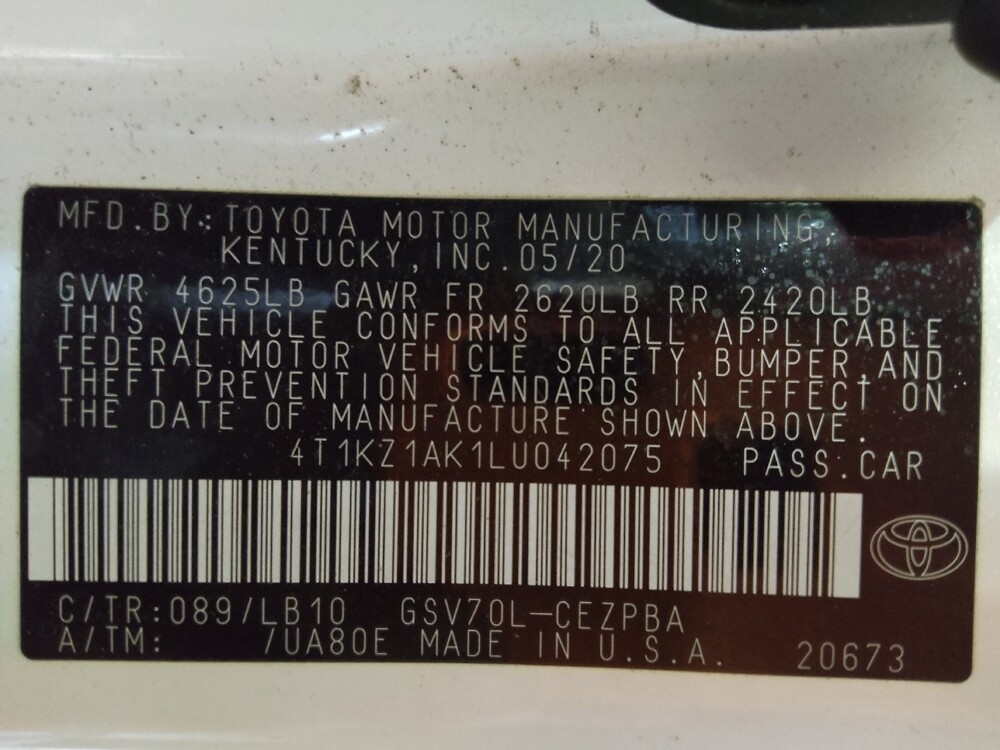 MFD.BY:TOYOTA MOTOR MANUFACTURING,
KENTUCKY,INC.05/20
GVWR 4625LB GAWR FR 2620LB RR 2420LB
THIS VEHICLE CONFORMS TO ALL APPLICABLE
FEDERAL MOTOR VEHICLE SAFETY,BUMPER,AND
THEFT PREVENTION STANDARDS IN EFFECT ON
THE DATE OF MANUFACTURE SHOWN ABOVE.
4T1KZ1AK1LU042075 PASS.CAR
C/TR:089/LB10 GSV70L-CEZPBA
A/TM: /UA80E MADE IN U.S.A. 20673